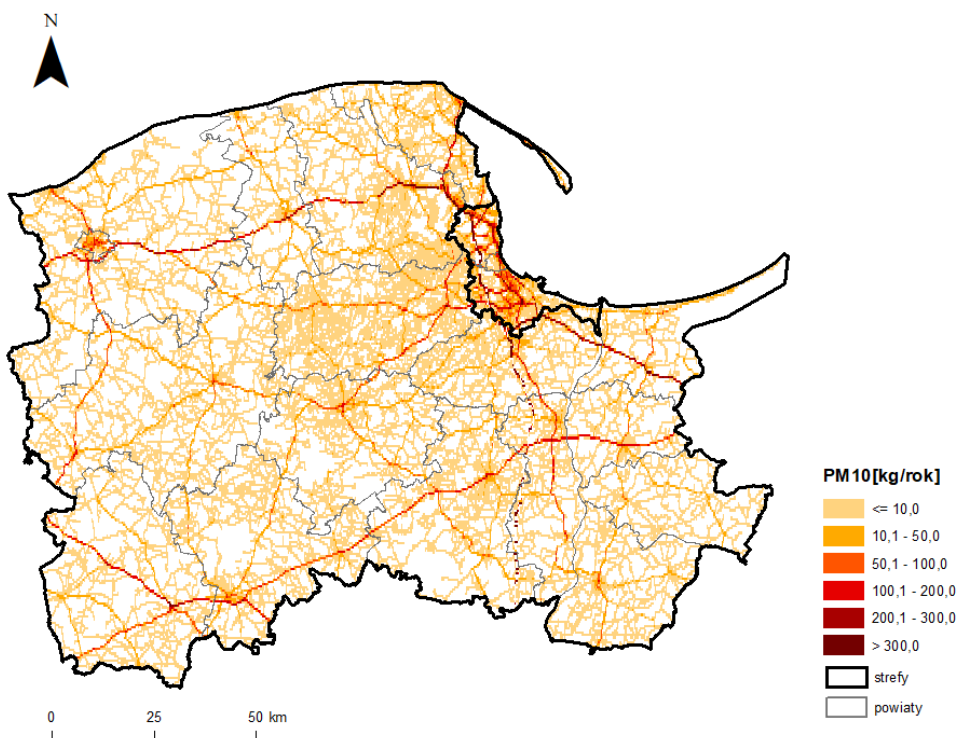 N
PM10[kg/rok]
<= 10,0
10,1 - 50,0
50,1 - 100,0
100,1 - 200,0
200,1 - 300,0
> 300,0
strefy
powiaty
0 25 50 km